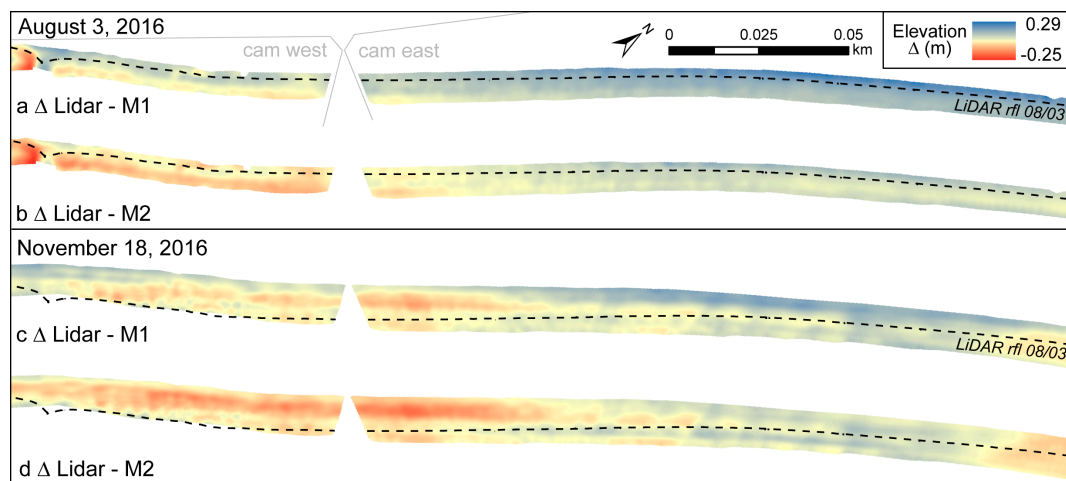 August 3, 2016
cam west
cam east
N
0 0.025 0.05
km
Elevation
Δ (m)
0.29
-0.25
LiDAR rfl 08/03
a Δ Lidar - M1
b Δ Lidar - M2
November 18, 2016
LiDAR rfl 08/03
c Δ Lidar - M1
d Δ Lidar - M2